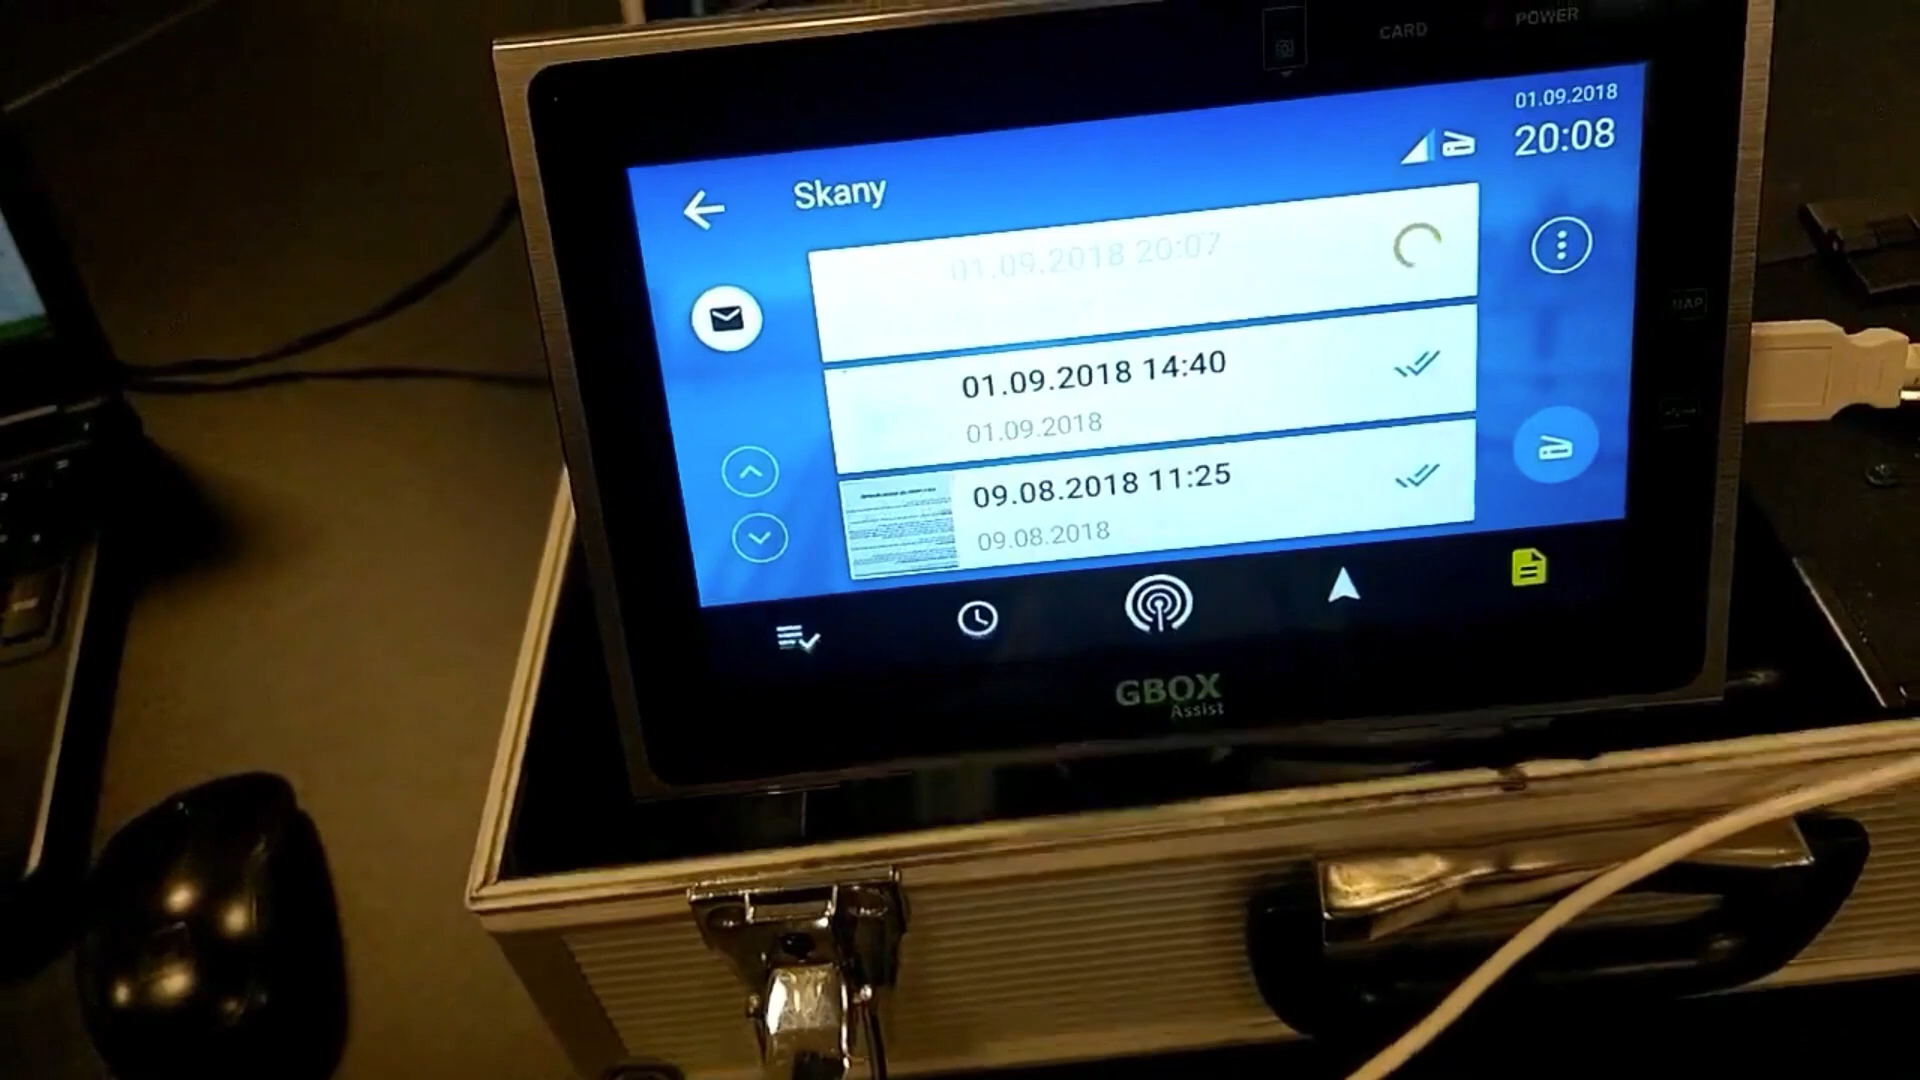 CARD
POWER
01.09.2018
20:08
Skany
01.09.2018 20:07
01.09.2018 14:40
01.09.2018
09.08.2018 11:25
09.08.2018
MAP
GBOX
Assist